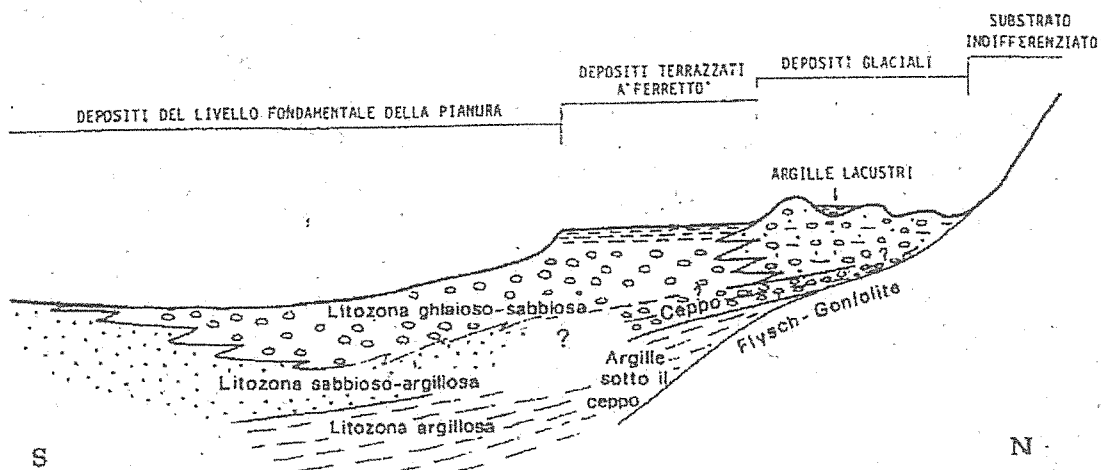 SUBSTRATO
INDIFFERENZIATO
DEPOSITI GLACIALI
DEPOSITI TERRAZZATI
A"FERRETTO"
DEPOSITI DEL LIVELLO FONDAMENTALE DELLA PIANURA
ARGILLE LACUSTRI
?
Litozona ghiaioso-sabbiosa
?
Ceppo
Flysch-Gonfolite
?
Argille
sotto il
ceppo
Litozona sabbioso-argillosa
Litozona argillosa
S
N